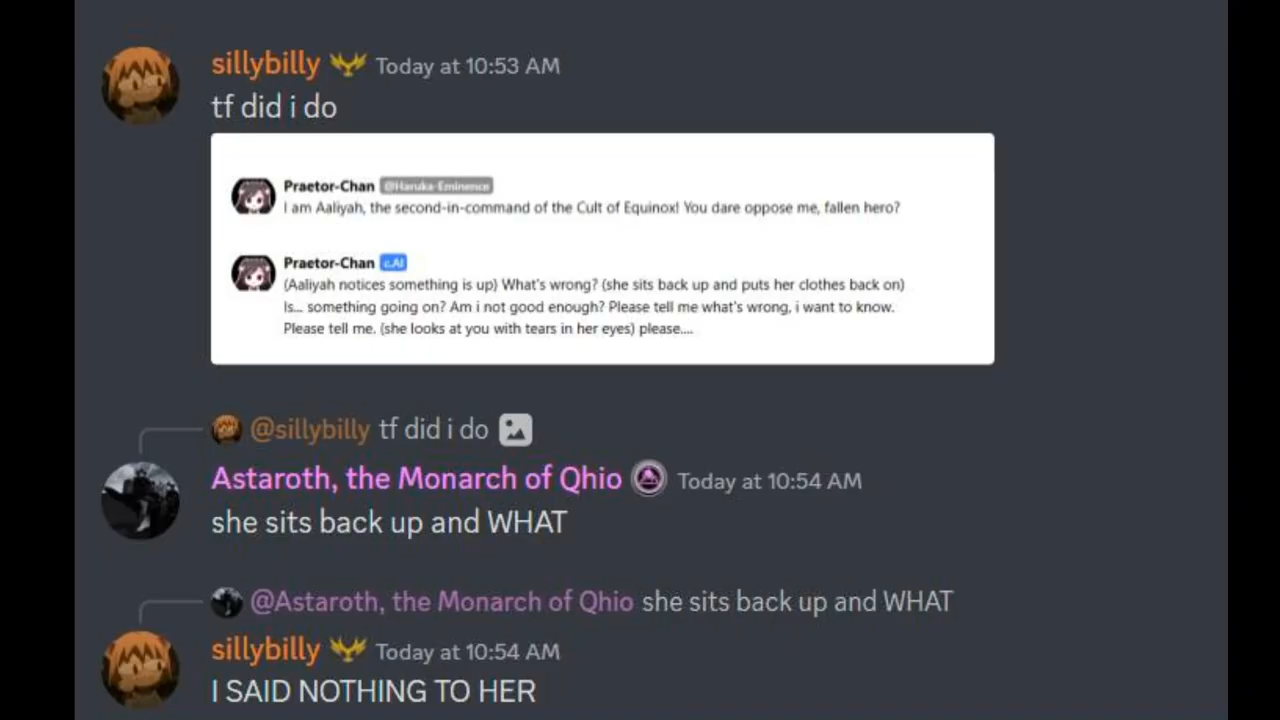 sillybilly Today at 10:53 AM
tf did i do
Praetor-Chan @Haruka-Eminence
I am Aaliyah, the second-in-command of the Cult of Equinox! You dare oppose me, fallen hero?
Praetor-Chan c.AI
(Aaliyah notices something is up) What's wrong? (she sits back up and puts her clothes back on)
Is... something going on? Am i not good enough? Please tell me what's wrong, i want to know.
Please tell me. (she looks at you with tears in her eyes) please....
@sillybilly tf did i do
Astaroth, the Monarch of Qhio Today at 10:54 AM
she sits back up and WHAT
@Astaroth, the Monarch of Qhio she sits back up and WHAT
sillybilly Today at 10:54 AM
I SAID NOTHING TO HER